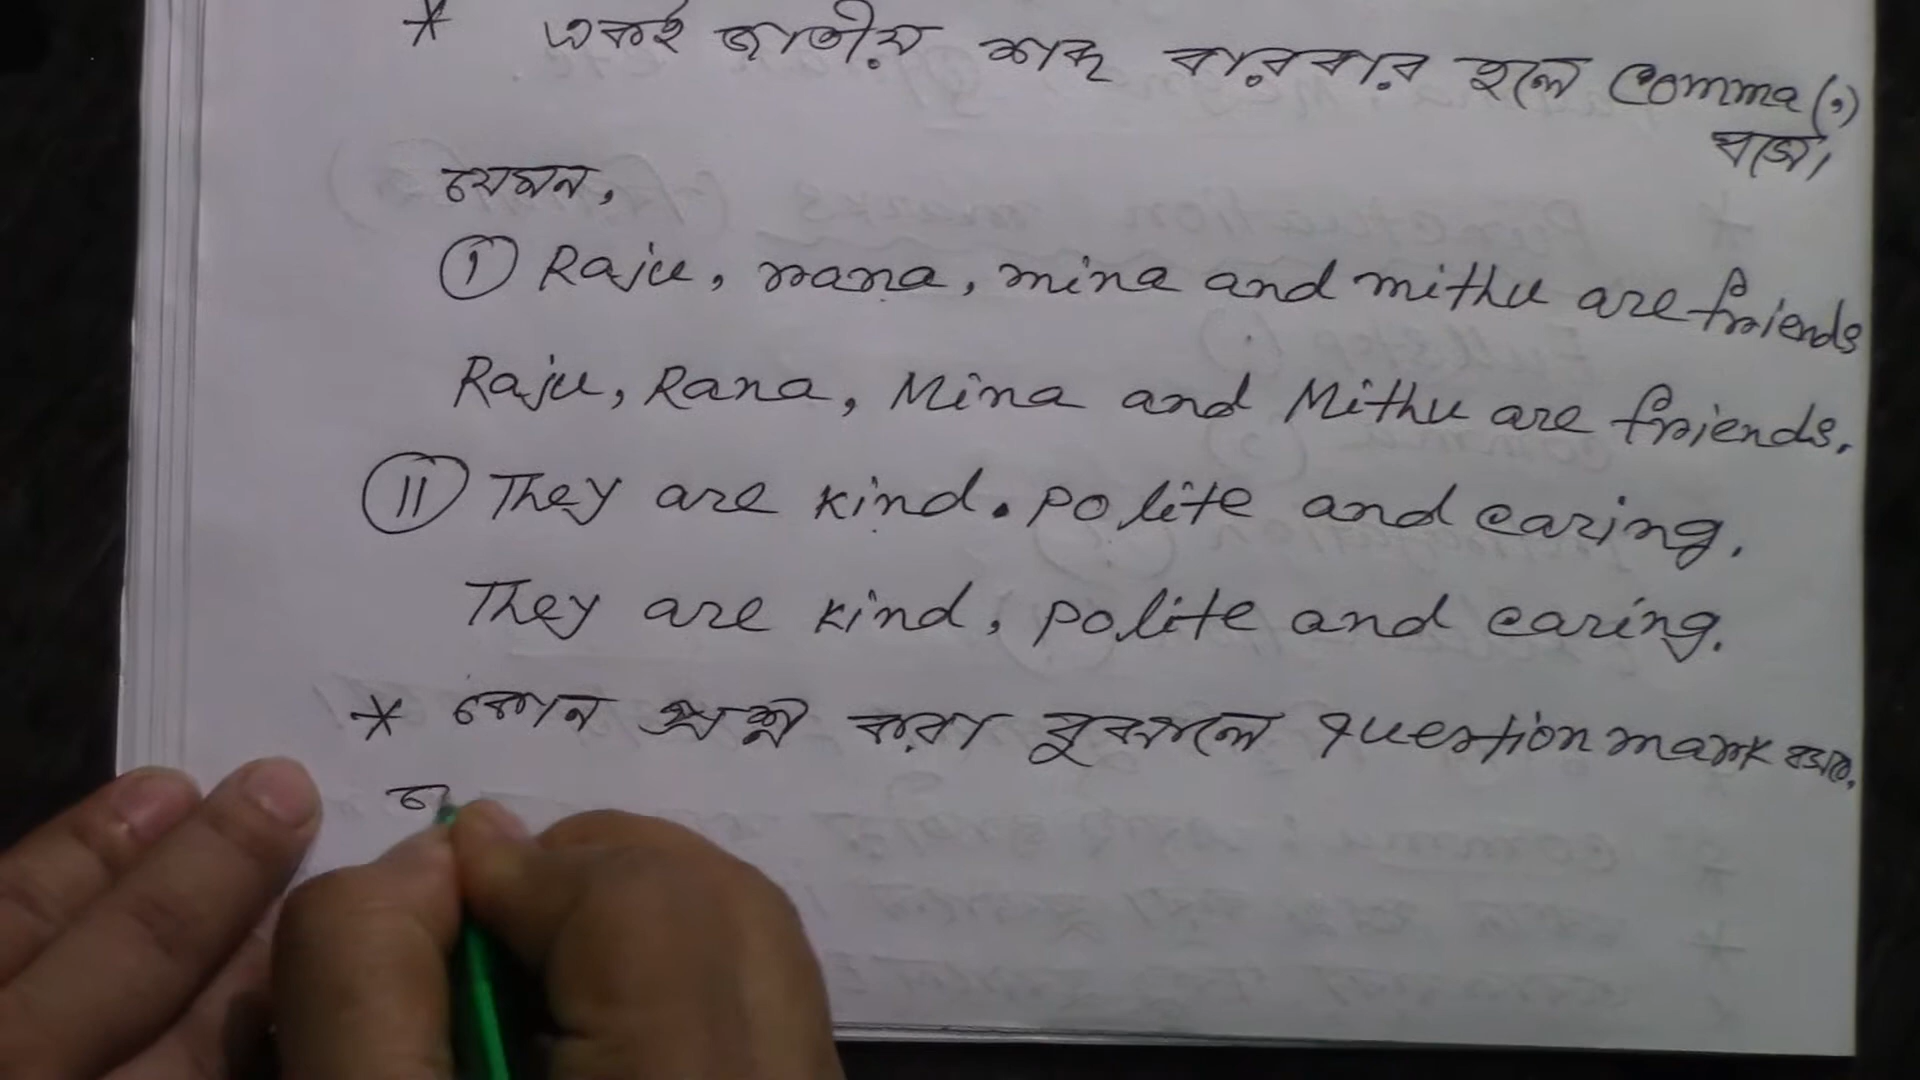 * একই জাতীয় শব্দ বারবার হলে comma (,)
বসে।
যেমন,
(I) Raju, rana, mina and mithu are friends
Raju, Rana, Mina and Mithu are friends.
(II) They are kind. polite and caring.
They are kind, polite and caring.
* কোন প্রশ্ন করা বুঝালে question mark বসে.